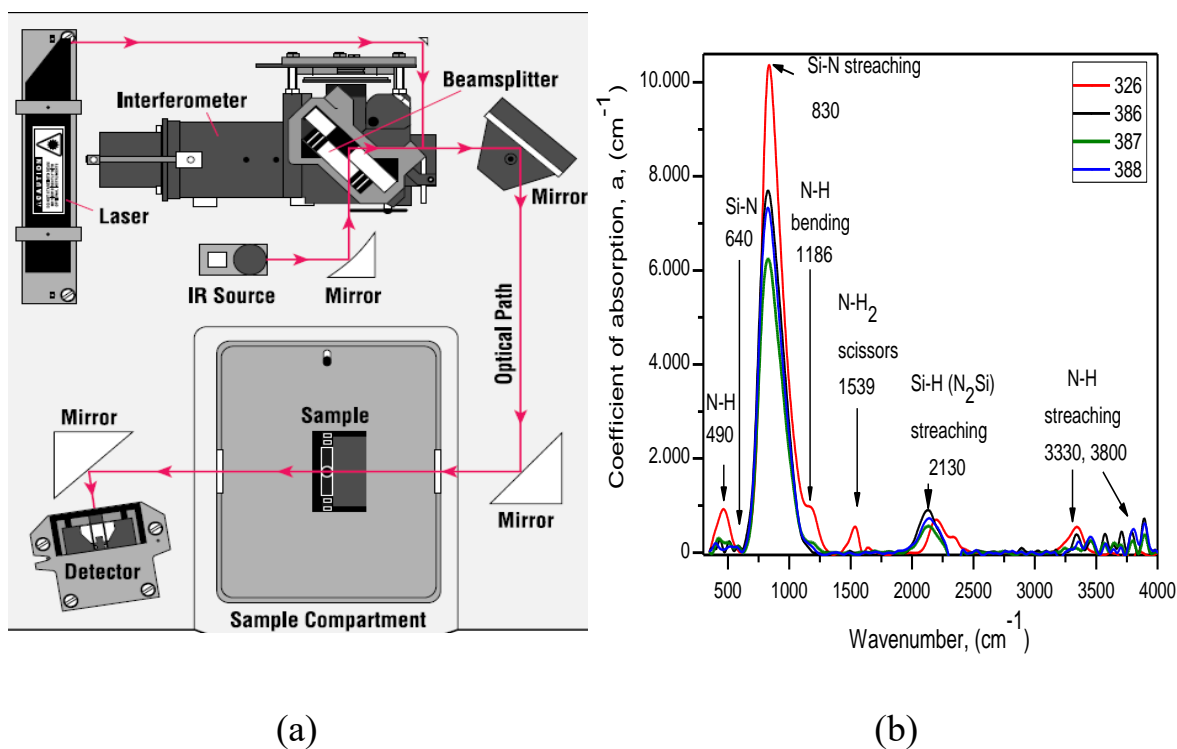 Beamsplitter
Interferometer
CAUTION
Laser
Mirror
IR Source
Mirror
Optical Path
Sample
Mirror
Mirror
Detector
Sample Compartment
(a)
Coefficient of absorption, a, (cm-1)
10.000
8.000
6.000
4.000
2.000
0
Si-N streaching
830
326
386
387
388
Si-N
640
N-H
bending
1186
N-H2
scissors
1539
N-H
490
Si-H (N2Si)
streaching
2130
N-H
streaching
3330, 3800
500 1000 1500 2000 2500 3000 3500 4000
Wavenumber, (cm-1)
(b)